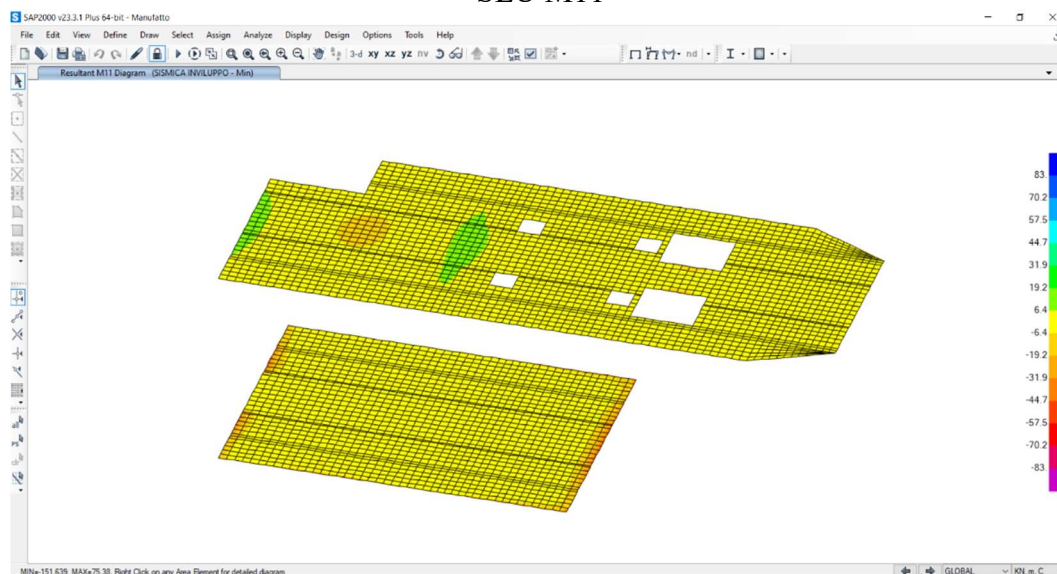 SAP2000 v23.3.1 Plus 64-bit - Manufatto
File Edit View Define Draw Select Assign Analyze Display Design Options Tools Help
3-d xy xz yz nv nd
Resultant M11 Diagram (SISMICA INVILUPPO - Min)
83.
70.2
57.5
44.7
31.9
19.2
6.4
-6.4
-19.2
-31.9
-44.7
-57.5
-70.2
-83.
MIN=-151.639, MAX=75.38, Right Click on any Area Element for detailed diagram
GLOBAL KN, m, C